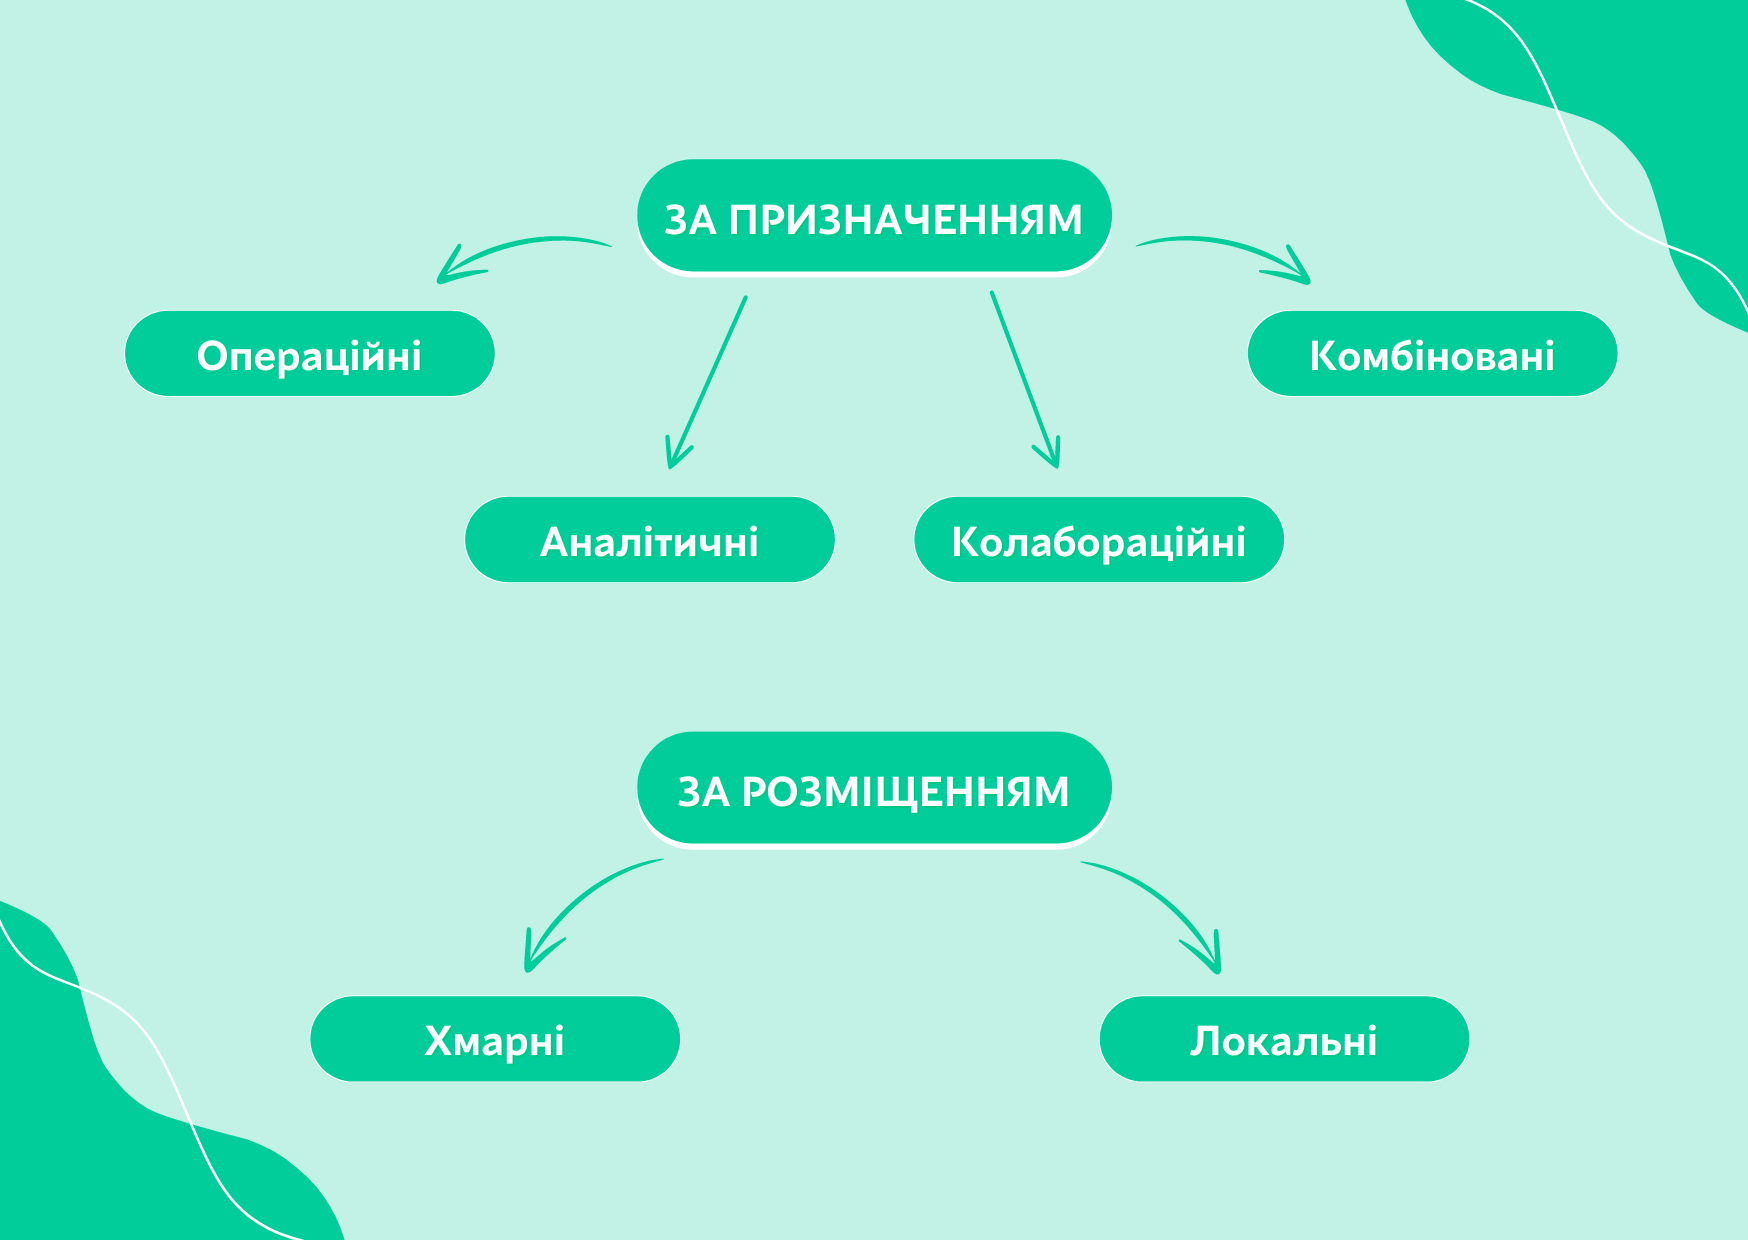 ЗА ПРИЗНАЧЕННЯМ
Операційні
Комбіновані
Аналітичні
Колабораційні
ЗА РОЗМІЩЕННЯМ
Хмарні
Локальні